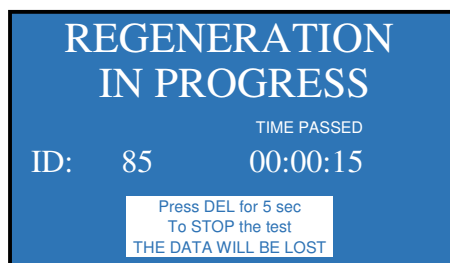 REGENERATION
IN PROGRESS
TIME PASSED
ID: 85 00:00:15
Press DEL for 5 sec
To STOP the test
THE DATA WILL BE LOST